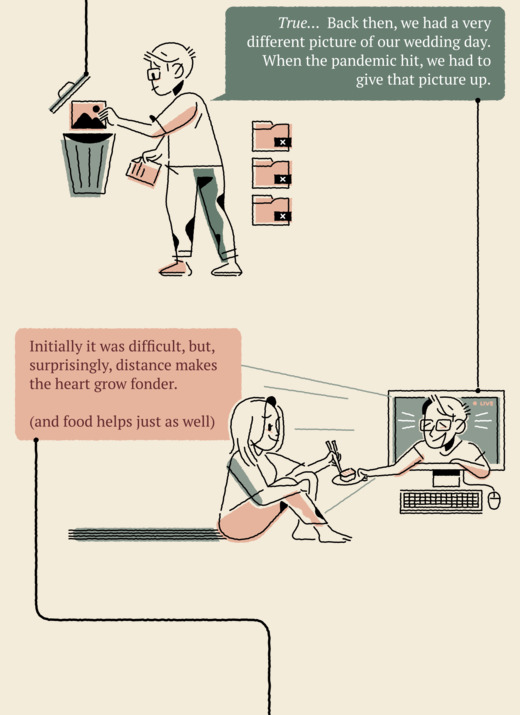 True... Back then, we had a very
different picture of our wedding day.
When the pandemic hit, we had to
give that picture up.
Initially it was difficult, but,
surprisingly, distance makes
the heart grow fonder.
(and food helps just as well)
LIVE